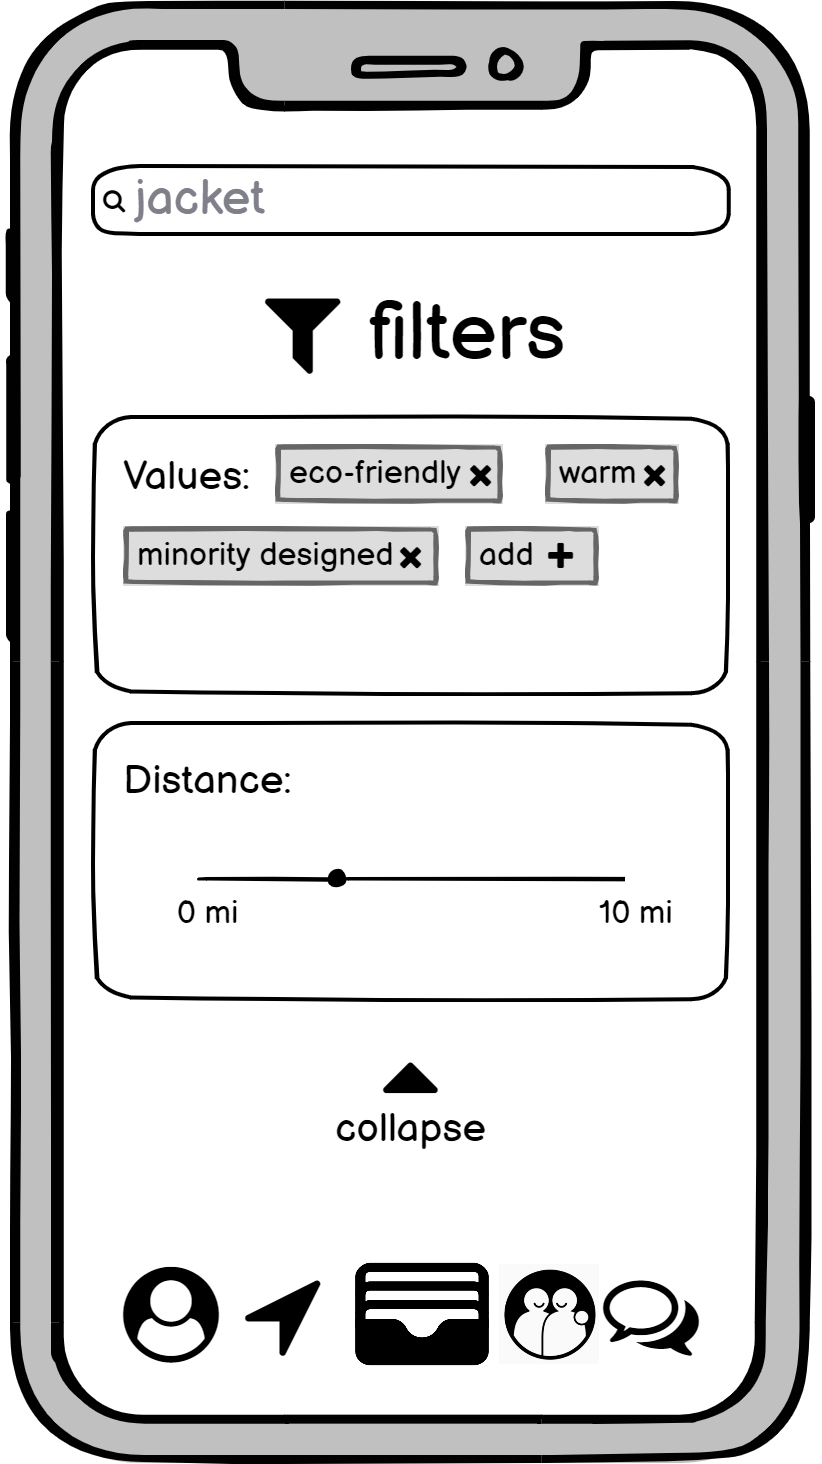 jacket
filters
Values: eco-friendly warm
minority designed add
Distance:
0 mi 10 mi
collapse